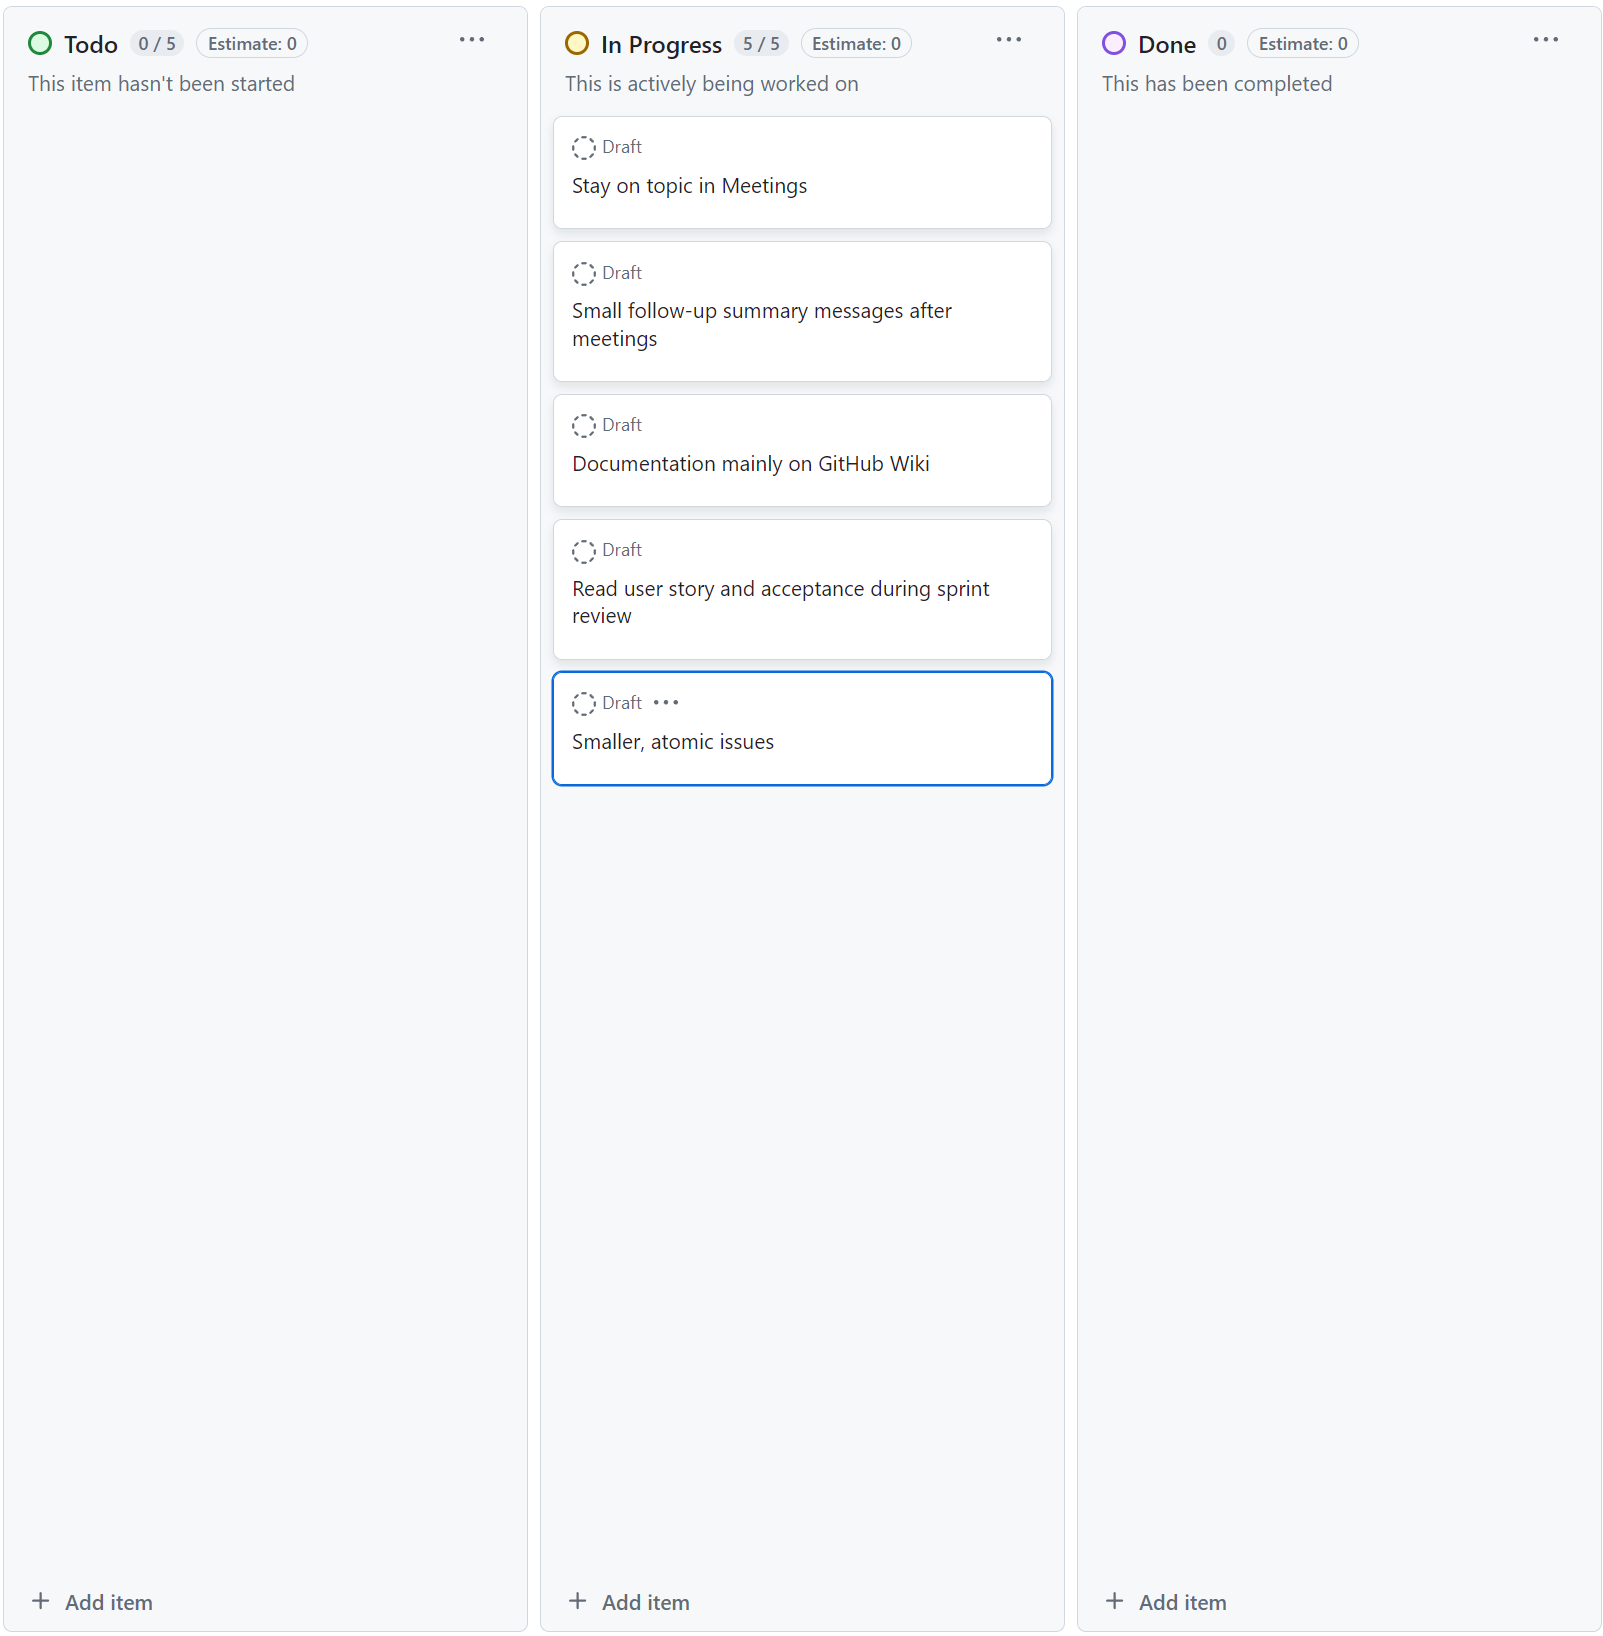 Todo 0 / 5 Estimate: 0
This item hasn't been started
Add item
In Progress 5 / 5 Estimate: 0
This is actively being worked on
Draft
Stay on topic in Meetings
Draft
Small follow-up summary messages after
meetings
Draft
Documentation mainly on GitHub Wiki
Draft
Read user story and acceptance during sprint
review
Draft
Smaller, atomic issues
Add item
Done 0 Estimate: 0
This has been completed
Add item